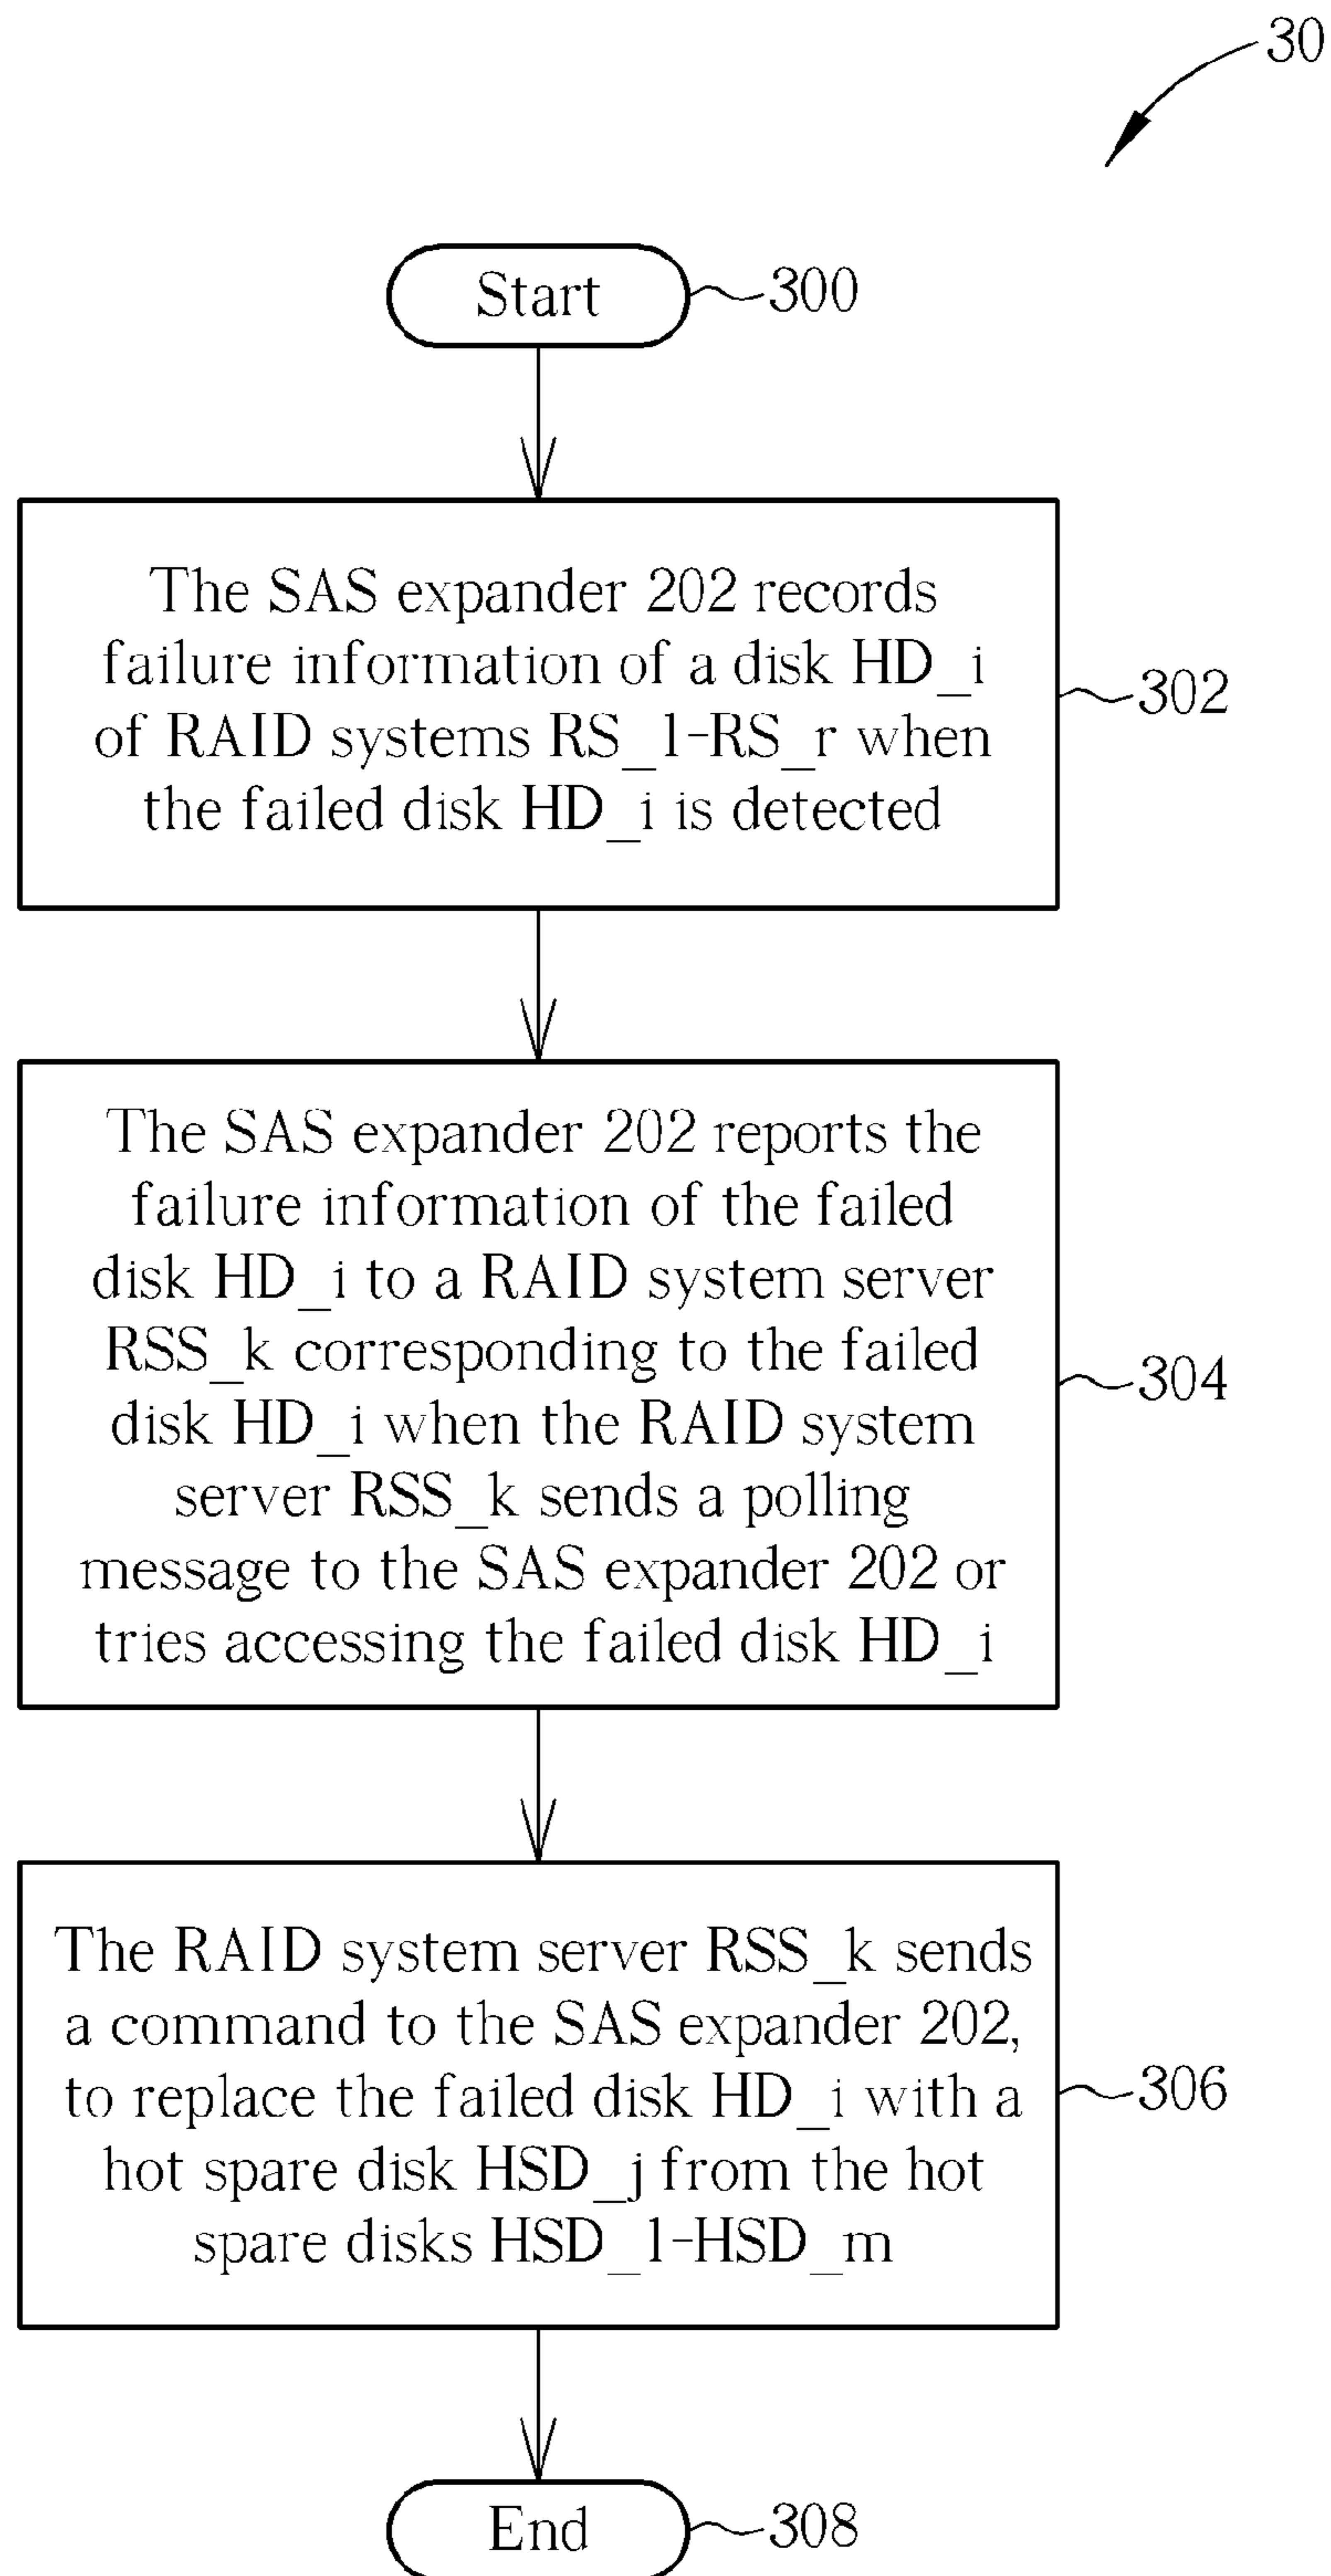 30
Start
300
The SAS expander 202 records
failure information of a disk HD_i
of RAID systems RS_1-RS_r when
the failed disk HD_i is detected
302
The SAS expander 202 reports the
failure information of the failed
disk HD_i to a RAID system server
RSS_k corresponding to the failed
disk HD_i when the RAID system
server RSS_k sends a polling
message to the SAS expander 202 or
tries accessing the failed disk HD_i
304
The RAID system server RSS_k sends
a command to the SAS expander 202,
to replace the failed disk HD_i with a
hot spare disk HSD_j from the hot
spare disks HSD_1-HSD_m
306
End
308